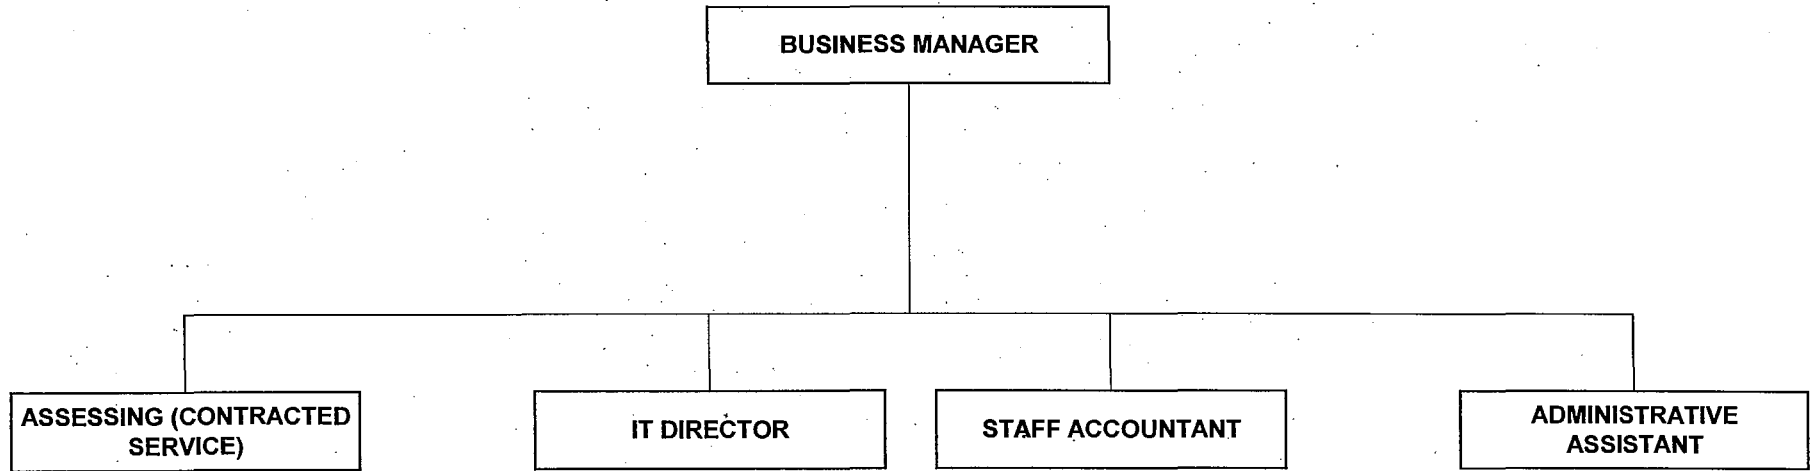 BUSINESS MANAGER
ASSESSING (CONTRACTED
SERVICE)
IT DIRECTOR
STAFF ACCOUNTANT
ADMINISTRATIVE
ASSISTANT